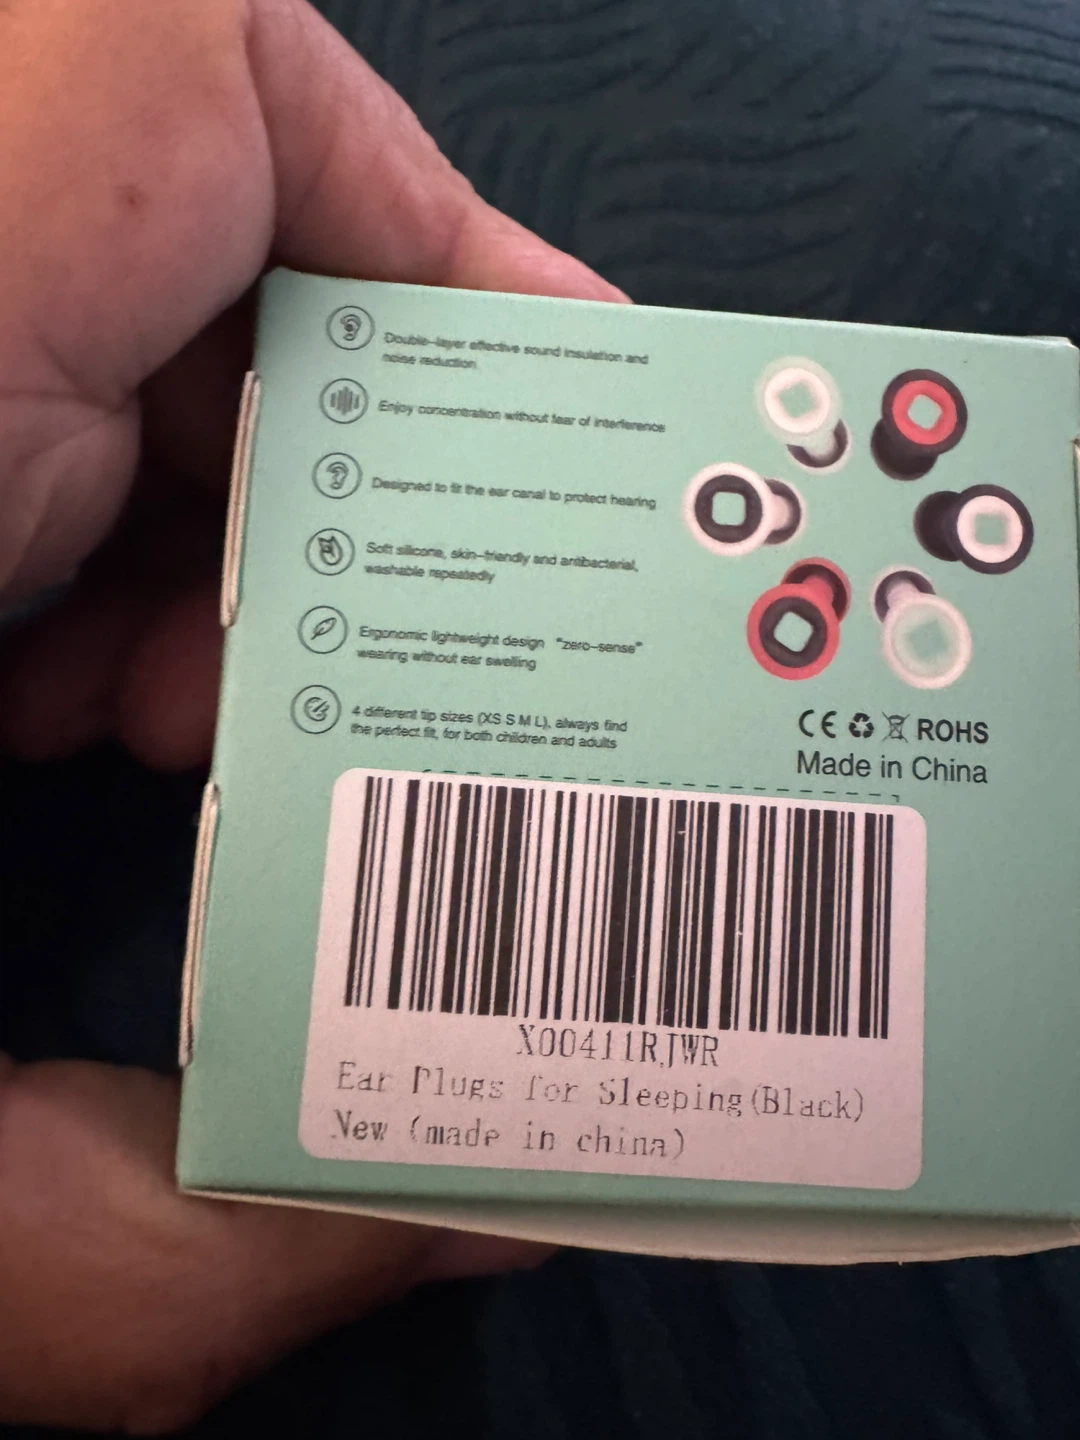 Double-layer effective sound insulation and
noise reduction
Enjoy concentration without fear of interference
Designed to fit the ear canal to protect hearing
Soft silicone, skin-friendly and antibacterial,
washable repeatedly
Ergonomic lightweight design "zero-sense"
wearing without ear swelling
4 different tip sizes (XS S M L), always find
the perfect fit, for both children and adults
CE ROHS
Made in China
X00411RJWR
Ear Plugs for Sleeping(Black)
New (made in china)